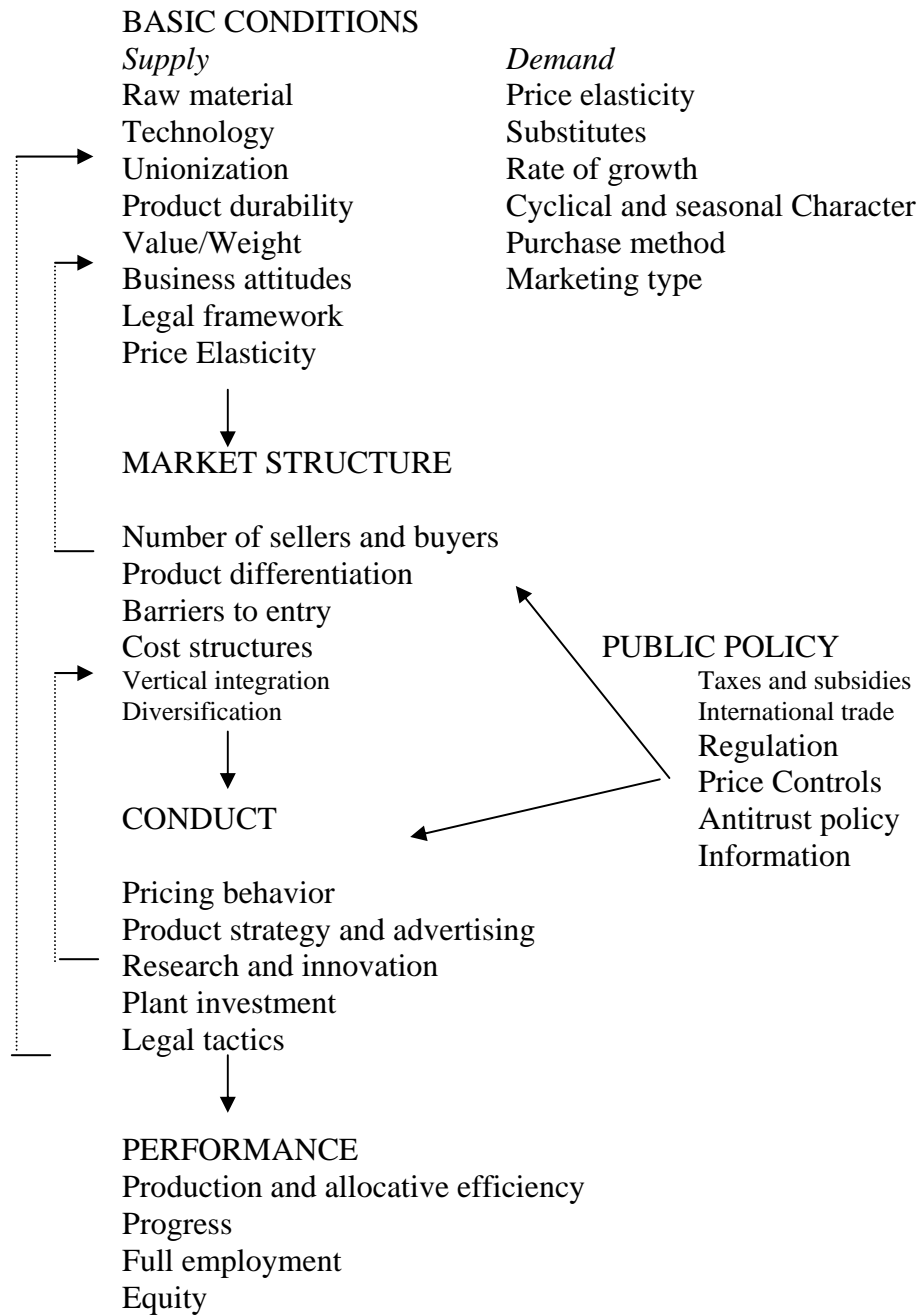 BASIC CONDITIONS
Supply Demand
Raw material Price elasticity
Technology Substitutes
Unionization Rate of growth
Product durability Cyclical and seasonal Character
Value/Weight Purchase method
Business attitudes Marketing type
Legal framework
Price Elasticity
MARKET STRUCTURE
Number of sellers and buyers
Product differentiation
Barriers to entry
Cost structures
Vertical integration
Diversification
PUBLIC POLICY
Taxes and subsidies
International trade
Regulation
Price Controls
Antitrust policy
Information
CONDUCT
Pricing behavior
Product strategy and advertising
Research and innovation
Plant investment
Legal tactics
PERFORMANCE
Production and allocative efficiency
Progress
Full employment
Equity